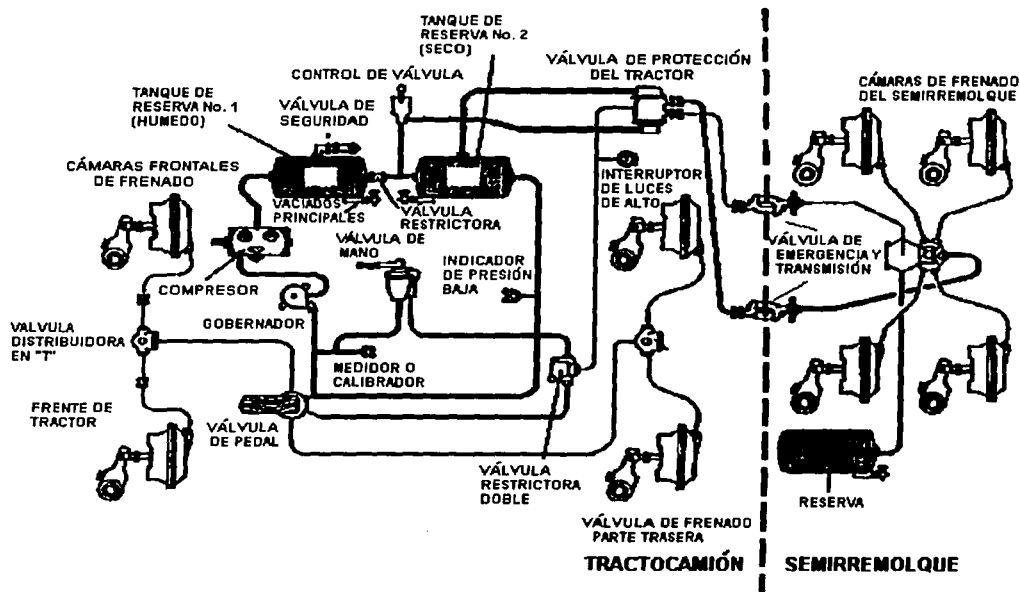 TANQUE DE
RESERVA No. 2
(SECO)
CONTROL DE VÁLVULA
VÁLVULA DE PROTECCIÓN
DEL TRACTOR
CÁMARAS DE FRENADO
DEL SEMIRREMOLQUE
TANQUE DE
RESERVA No. 1
(HUMEDO)
VÁLVULA DE
SEGURIDAD
CÁMARAS FRONTALES
DE FRENADO
INTERRUPTOR
DE LUCES
DE ALTO
VACIADOS
PRINCIPALES
VÁLVULA
RESTRICTORA
VÁLVULA DE
MANO
VÁLVULA DE
EMERGENCIA Y
TRANSMISIÓN
INDICADOR
DE PRESIÓN
BAJA
COMPRESOR
GOBERNADOR
VALVULA
DISTRIBUIDORA
EN "T"
MEDIDOR O
CALIBRADOR
FRENTE DE
TRACTOR
VÁLVULA
DE PEDAL
VÁLVULA
RESTRICTORA
DOBLE
RESERVA
VÁLVULA DE FRENADO
PARTE TRASERA
TRACTOCAMIÓN
SEMIRREMOLQUE